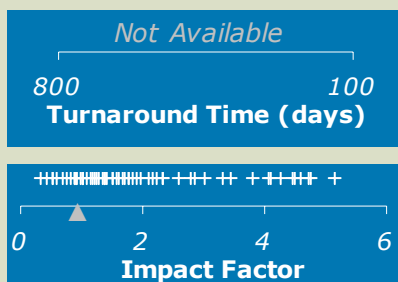 Not Available
800 100
Turnaround Time (days)
0 2 4 6
Impact Factor